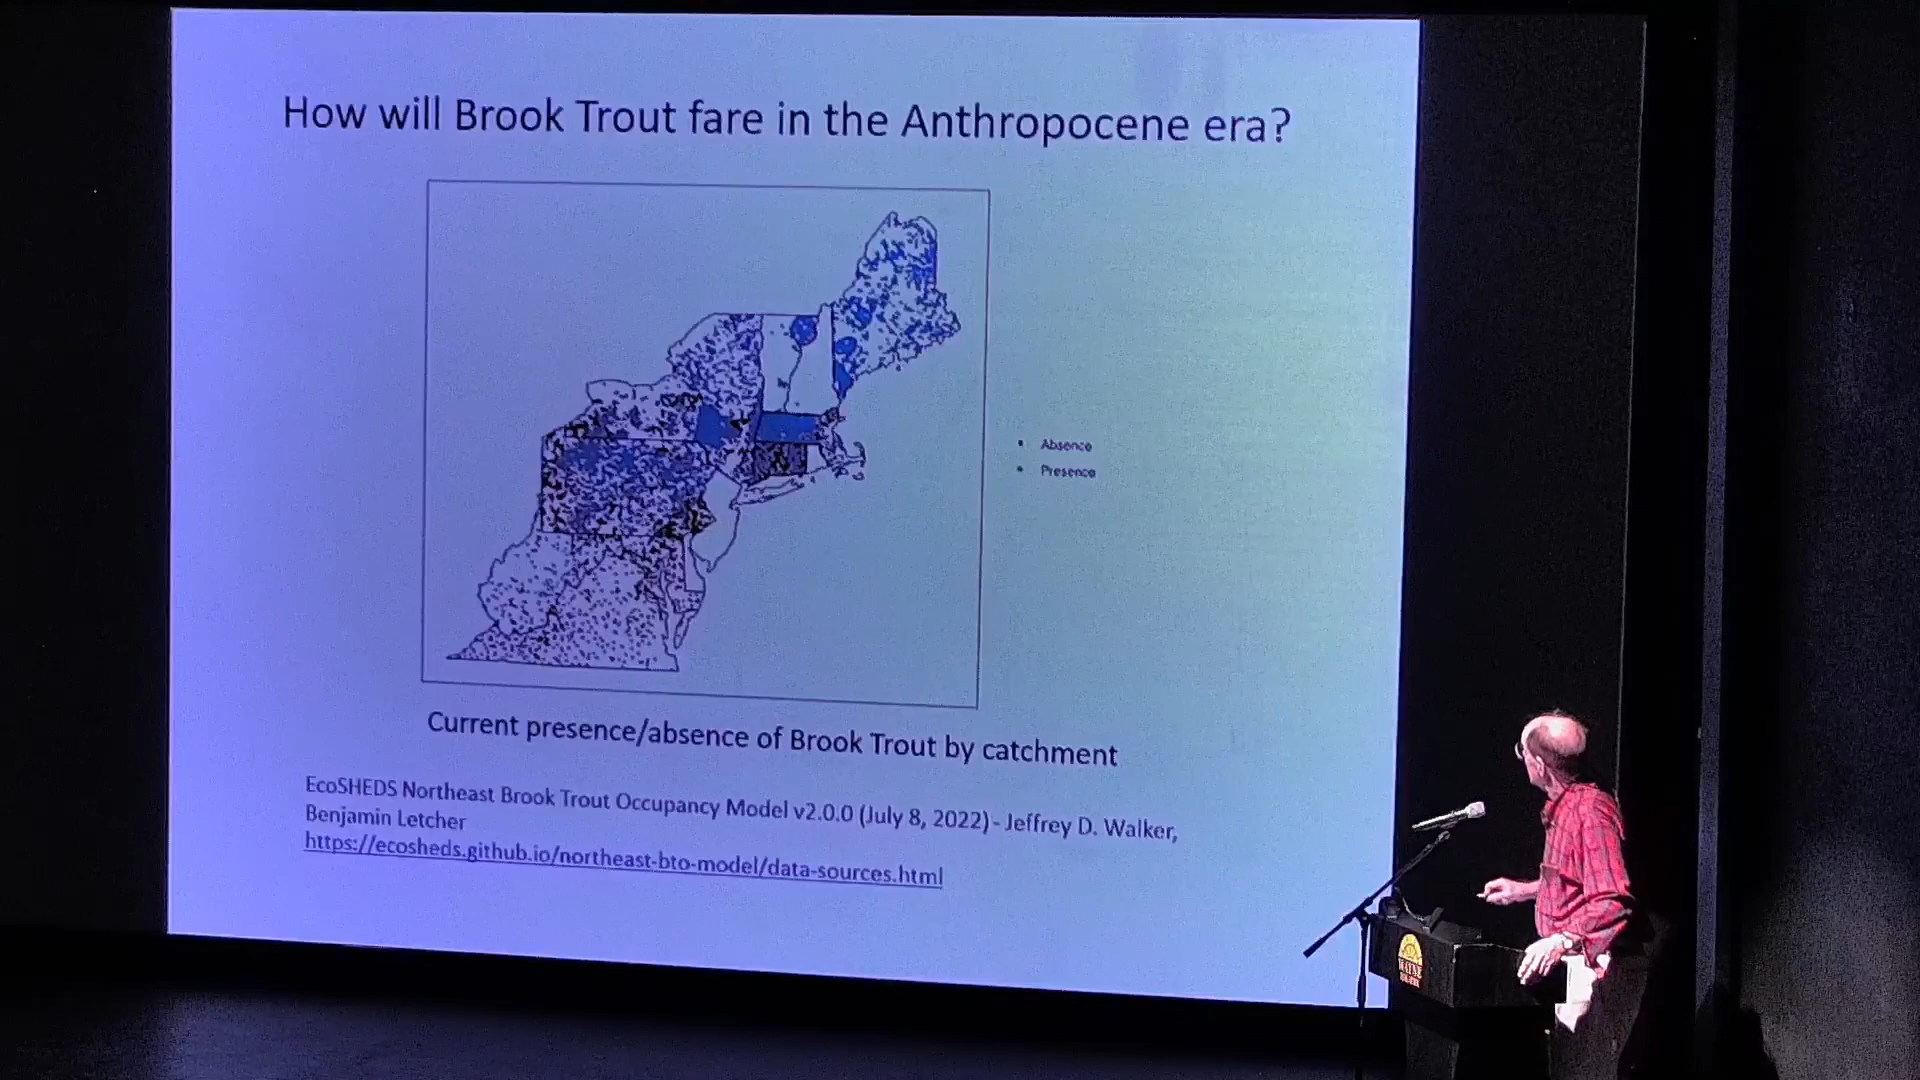 How will Brook Trout fare in the Anthropocene era?
Absence
Presence
Current presence/absence of Brook Trout by catchment
EcoSHEDS Northeast Brook Trout Occupancy Model v2.0.0 (July 8, 2022)- Jeffrey D. Walker,
Benjamin Letcher
https://ecosheds.github.io/northeast-bto-model/data-sources.html